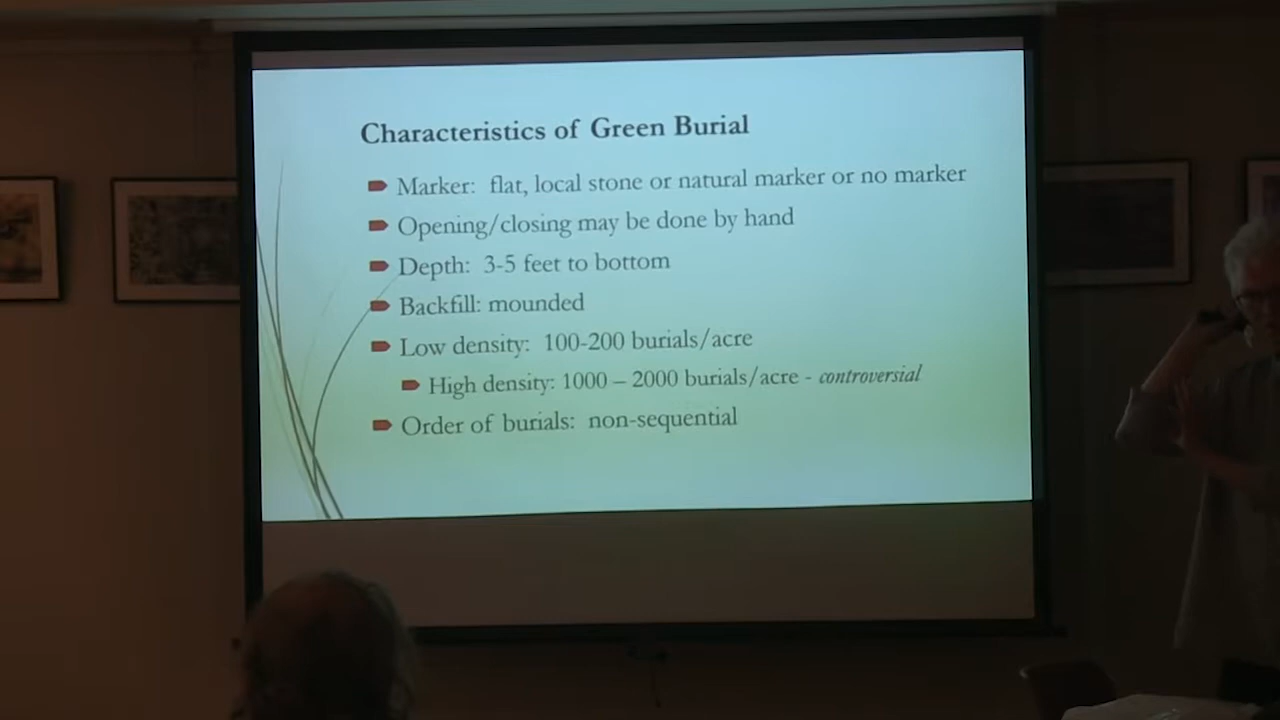 Characteristics of Green Burial
Marker: flat, local stone or natural marker or no marker
Opening/closing may be done by hand
Depth: 3-5 feet to bottom
Backfill: mounded
Low density: 100-200 burials/acre
High density: 1000 – 2000 burials/acre - controversial
Order of burials: non-sequential